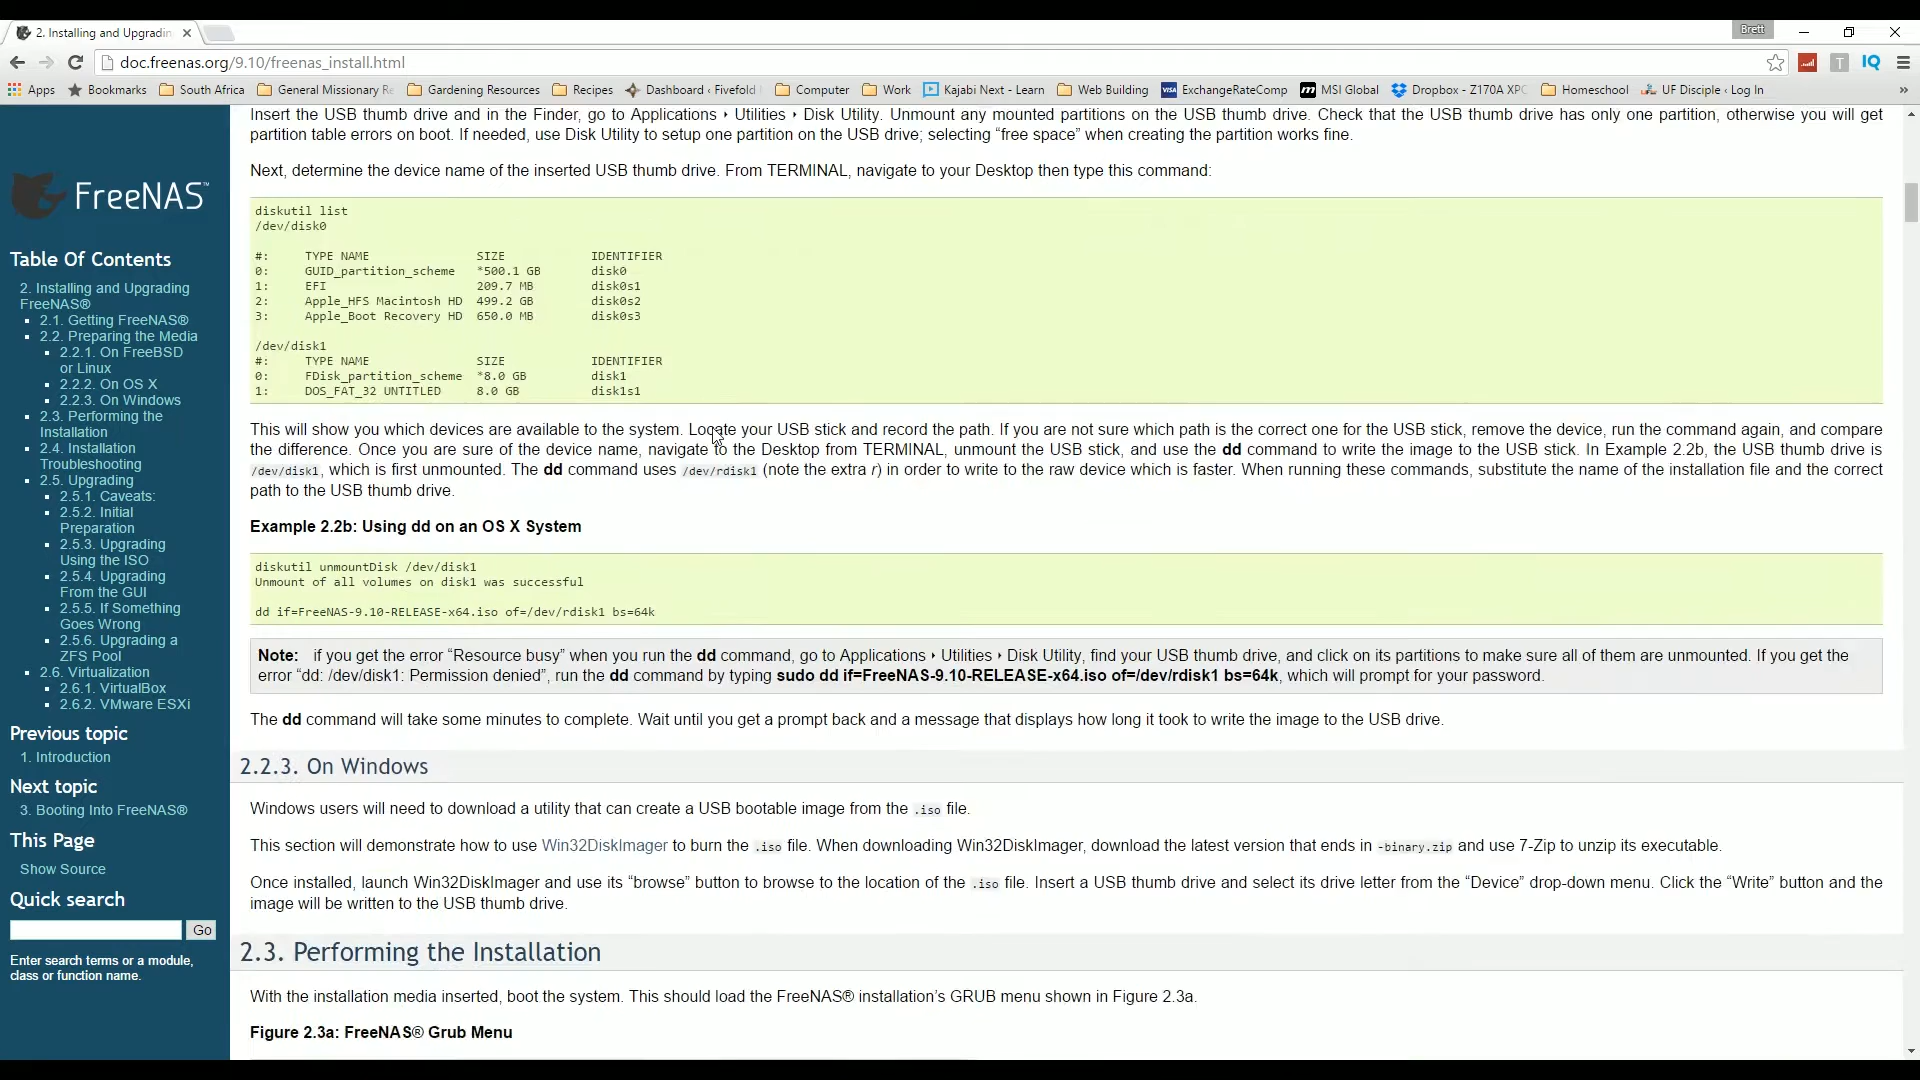 2. Installing and Upgradin
Brett
doc.freenas.org/9.10/freenas_install.html
T
IQ
Apps
Bookmarks
South Africa
General Missionary Re
Gardening Resources
Recipes
Dashboard ‹ Fivefold
Computer
Work
Kajabi Next - Learn
Web Building
VISA
ExchangeRateComp
m
MSI Global
Dropbox - Z170A XPC
Homeschool
UF Disciple ‹ Log In
»
FreeNAS™
Table Of Contents
2. Installing and Upgrading
FreeNAS®
2.1. Getting FreeNAS®
2.2. Preparing the Media
2.2.1. On FreeBSD
or Linux
2.2.2. On OS X
2.2.3. On Windows
2.3. Performing the
Installation
2.4. Installation
Troubleshooting
2.5. Upgrading
2.5.1. Caveats:
2.5.2. Initial
Preparation
2.5.3. Upgrading
Using the ISO
2.5.4. Upgrading
From the GUI
2.5.5. If Something
Goes Wrong
2.5.6. Upgrading a
ZFS Pool
2.6. Virtualization
2.6.1. VirtualBox
2.6.2. VMware ESXi
Previous topic
1. Introduction
Next topic
3. Booting Into FreeNAS®
This Page
Show Source
Quick search
Go
Enter search terms or a module,
class or function name.
Insert the USB thumb drive and in the Finder, go to Applications ‣ Utilities ‣ Disk Utility. Unmount any mounted partitions on the USB thumb drive. Check that the USB thumb drive has only one partition, otherwise you will get
partition table errors on boot. If needed, use Disk Utility to setup one partition on the USB drive; selecting “free space” when creating the partition works fine.
Next, determine the device name of the inserted USB thumb drive. From TERMINAL, navigate to your Desktop then type this command:
diskutil list
/dev/disk0
#: TYPE NAME SIZE IDENTIFIER
0: GUID_partition_scheme *500.1 GB disk0
1: EFI 209.7 MB disk0s1
2: Apple_HFS Macintosh HD 499.2 GB disk0s2
3: Apple_Boot Recovery HD 650.0 MB disk0s3
/dev/disk1
#: TYPE NAME SIZE IDENTIFIER
0: FDisk_partition_scheme *8.0 GB disk1
1: DOS_FAT_32 UNTITLED 8.0 GB disk1s1
This will show you which devices are available to the system. Locate your USB stick and record the path. If you are not sure which path is the correct one for the USB stick, remove the device, run the command again, and compare
the difference. Once you are sure of the device name, navigate to the Desktop from TERMINAL, unmount the USB stick, and use the dd command to write the image to the USB stick. In Example 2.2b, the USB thumb drive is
/dev/disk1, which is first unmounted. The dd command uses /dev/rdisk1 (note the extra r) in order to write to the raw device which is faster. When running these commands, substitute the name of the installation file and the correct
path to the USB thumb drive.
Example 2.2b: Using dd on an OS X System
diskutil unmountDisk /dev/disk1
Unmount of all volumes on disk1 was successful
dd if=FreeNAS-9.10-RELEASE-x64.iso of=/dev/rdisk1 bs=64k
Note: if you get the error “Resource busy” when you run the dd command, go to Applications ‣ Utilities ‣ Disk Utility, find your USB thumb drive, and click on its partitions to make sure all of them are unmounted. If you get the
error “dd: /dev/disk1: Permission denied”, run the dd command by typing sudo dd if=FreeNAS-9.10-RELEASE-x64.iso of=/dev/rdisk1 bs=64k, which will prompt for your password.
The dd command will take some minutes to complete. Wait until you get a prompt back and a message that displays how long it took to write the image to the USB drive.
2.2.3. On Windows
Windows users will need to download a utility that can create a USB bootable image from the .iso file.
This section will demonstrate how to use Win32DiskImager to burn the .iso file. When downloading Win32DiskImager, download the latest version that ends in -binary.zip and use 7-Zip to unzip its executable.
Once installed, launch Win32DiskImager and use its “browse” button to browse to the location of the .iso file. Insert a USB thumb drive and select its drive letter from the “Device” drop-down menu. Click the “Write” button and the
image will be written to the USB thumb drive.
2.3. Performing the Installation
With the installation media inserted, boot the system. This should load the FreeNAS® installation’s GRUB menu shown in Figure 2.3a.
Figure 2.3a: FreeNAS® Grub Menu